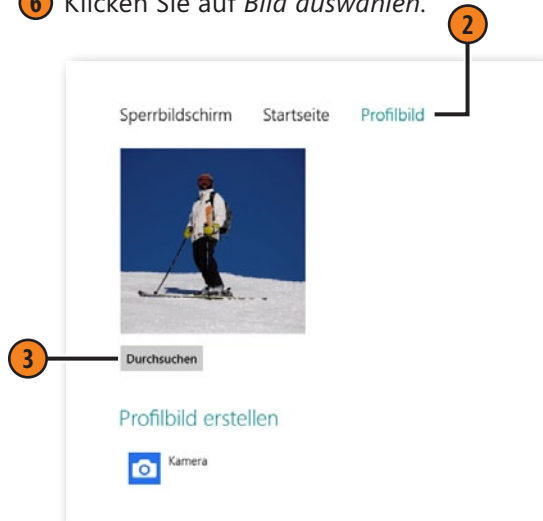 6 Klicken Sie auf Bild auswählen.
2
Sperrbildschirm Startseite Profilbild
3 Durchsuchen
Profilbild erstellen
Kamera